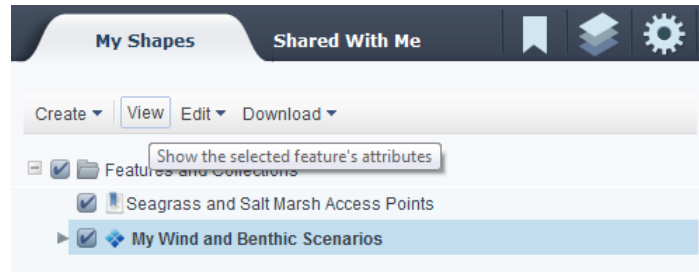 My Shapes Shared With Me
Create View Edit Download
Show the selected feature's attributes
Features and Collections
Seagrass and Salt Marsh Access Points
My Wind and Benthic Scenarios